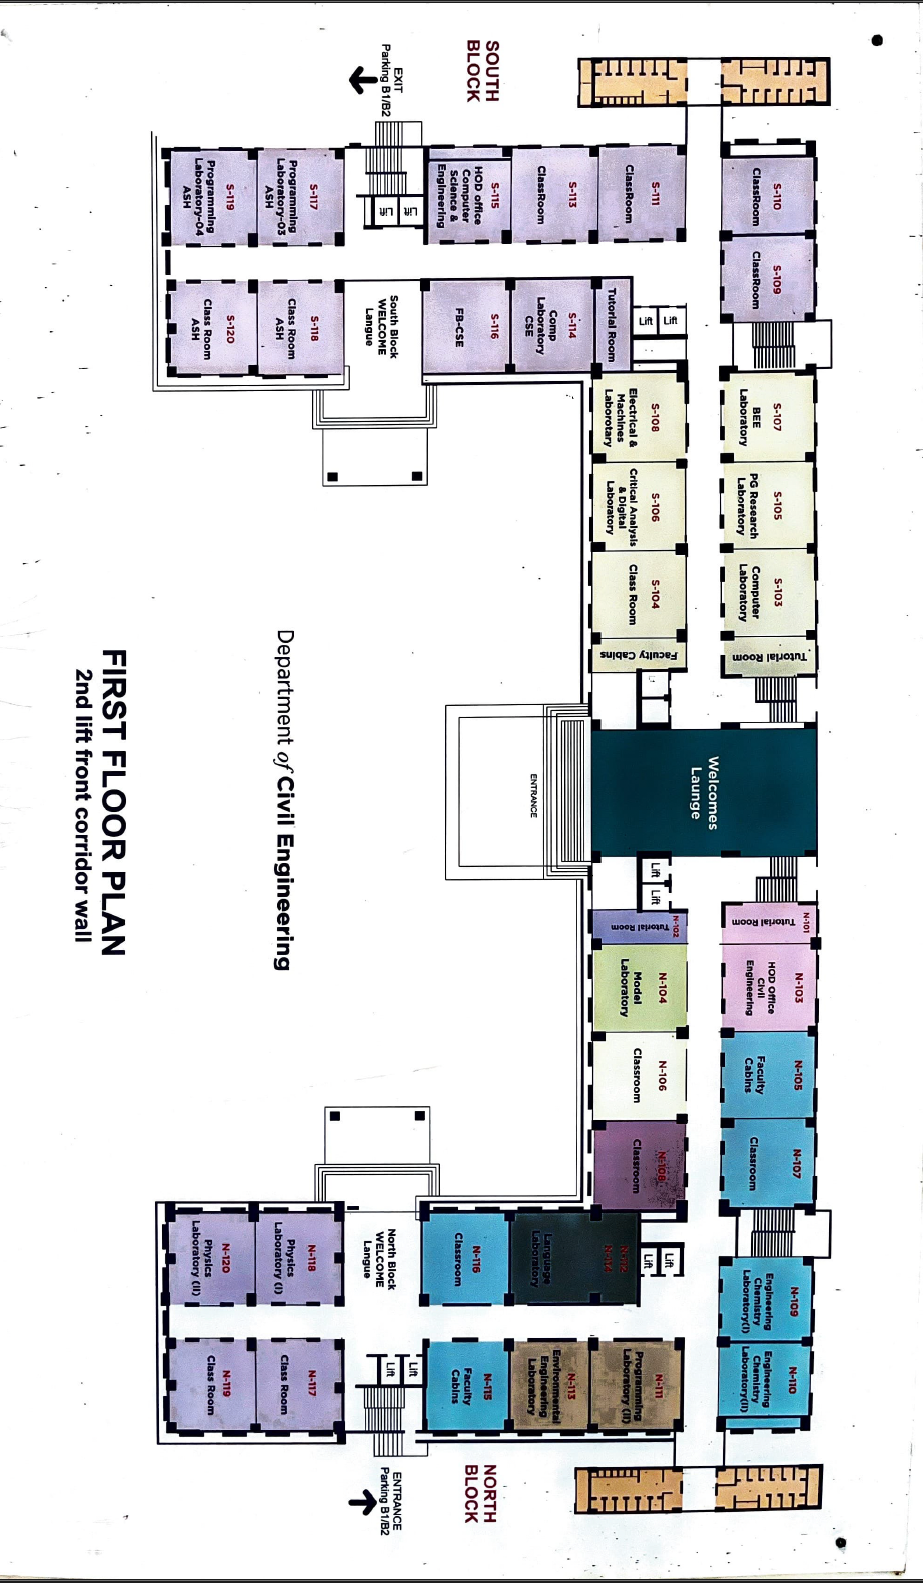 SOUTH
BLOCK
EXIT
Parking B1/B2
S-110
ClassRoom
S-109
ClassRoom
S-111
ClassRoom
S-113
ClassRoom
S-115
HOD office
Computer
Science &
Engineering
Lift
Lift
S-117
Programming
Laboratory-03
ASH
S-119
Programming
Laboratory-04
ASH
Lift
Lift
Tutorial Room
S-114
Comp
Laboratory
CSE
S-116
FB-CSE
South Block
WELCOME
Langue
S-118
Class Room
ASH
S-120
Class Room
ASH
S-107
BEE
Laboratory
S-105
PG Research
Laboratory
S-103
Computer
Laboratory
Tutorial Room
S-108
Electrical &
Machines
Laborotary
S-106
Critical Analysis
& Digital
Laboratory
S-104
Class Room
Faculty Cabins
Welcomes
Launge
ENTRANCE
Lift
Lift
Department of Civil Engineering
FIRST FLOOR PLAN
2nd lift front corridor wall
N-101
Tutorial Room
N-103
HOD Office
Civil
Engineering
N-105
Faculty
Cabins
N-107
Classroom
N-102
Tutorial Room
N-104
Model
Laboratory
N-106
Classroom
N-108
Classroom
N-109
Engineering
Chemistry
Laboratory(I)
N-110
Engineering
Chemistry
Laboratory(II)
Lift
Lift
Language
Laboratory
N-116
Classroom
North Block
WELCOME
Langue
N-118
Physics
Laboratory (I)
N-120
Physics
Laboratory (II)
N-111
Programming
Laboratory (II)
N-113
Environmental
Engineering
Laboratory
N-115
Faculty
Cabins
Lift
Lift
N-117
Class Room
N-119
Class Room
NORTH
BLOCK
ENTRANCE
Parking B1/B2